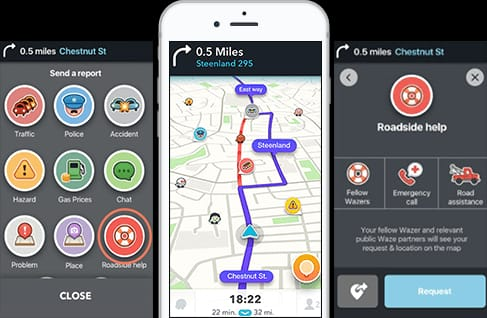 0.5 miles Chestnut St
Send a report
Traffic
Police
Accident
Hazard
Gas Prices
Chat
Problem
Place
Roadside help
CLOSE
0.5 Miles
Steenland 295
East way
Steenland
Chestnut St.
18:22
22 min.
32 mi.
0.5 miles Chestnut St
Roadside help
Fellow
Wazers
Emergency
call
Road
assistance
Your fellow Wazer and relevant
public Waze partners will see your
request & location on the map
Request